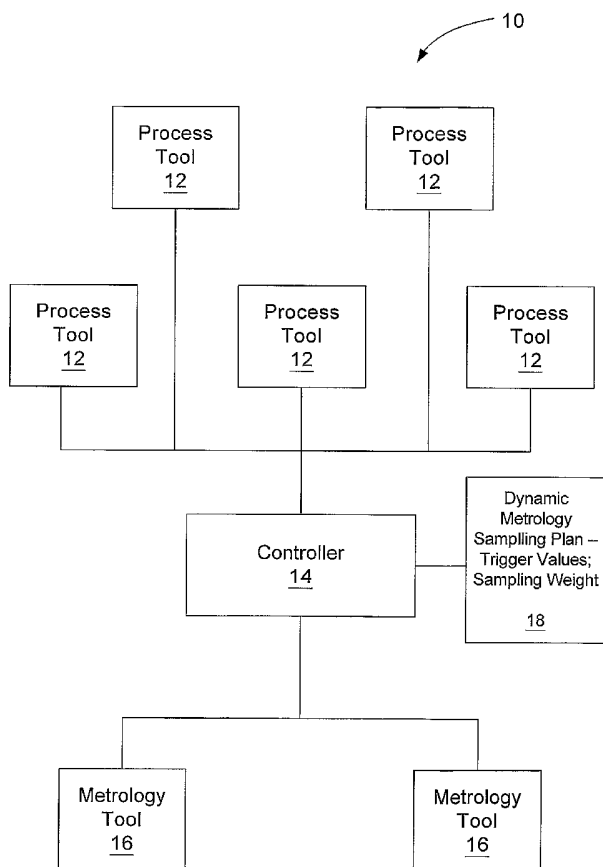 10
Process
Tool
12
Process
Tool
12
Process
Tool
12
Process
Tool
12
Process
Tool
12
Controller
14
Dynamic
Metrology
Samplling Plan –
Trigger Values;
Sampling Weight
18
Metrology
Tool
16
Metrology
Tool
16